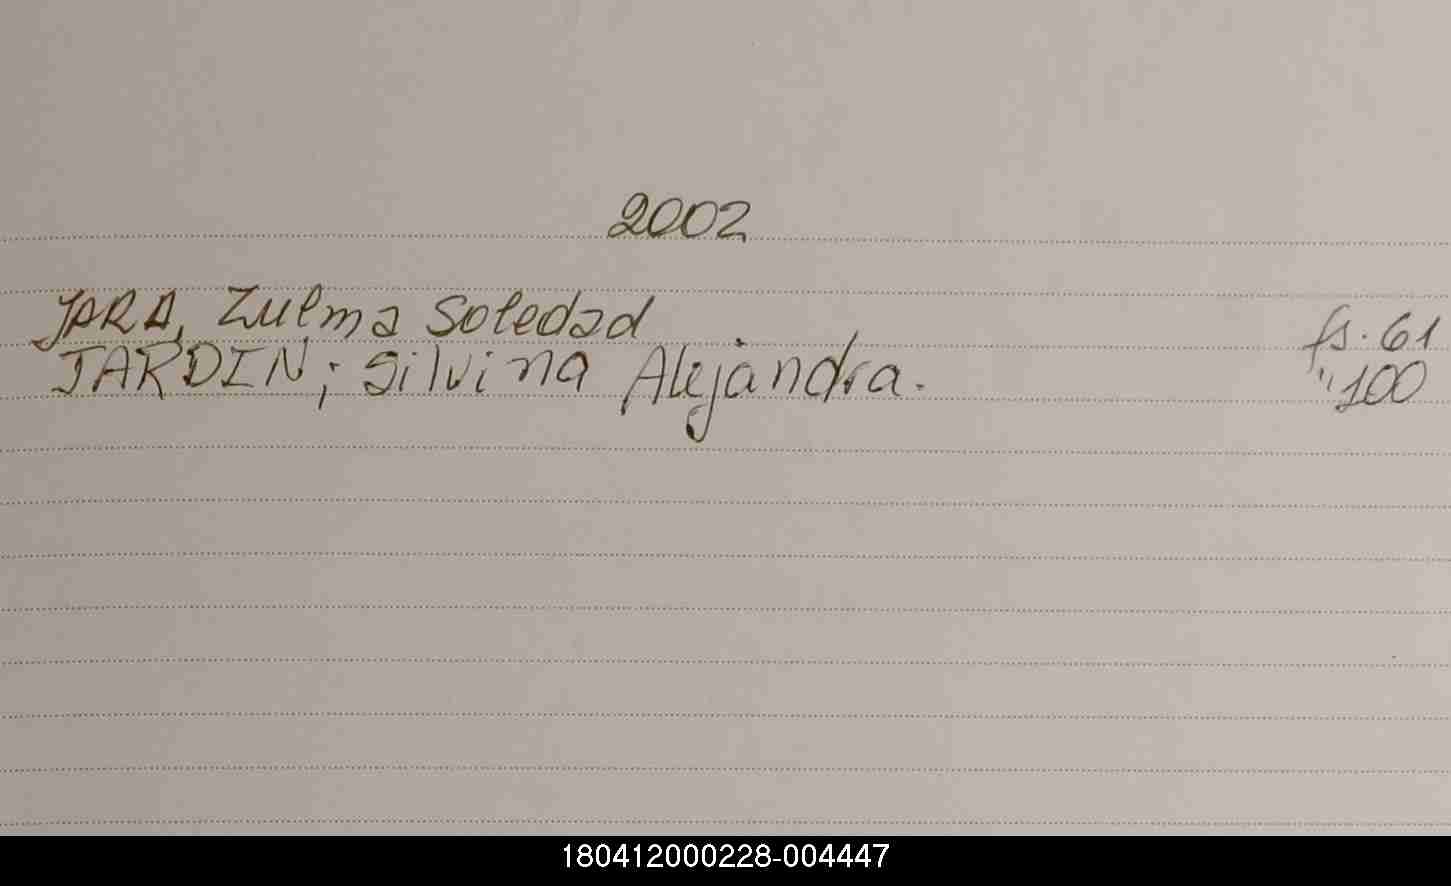 2002
JARA, Zulma Soledad fs. 61
JARDIN; Silvina Alejandra. " 100
180412000228-004447